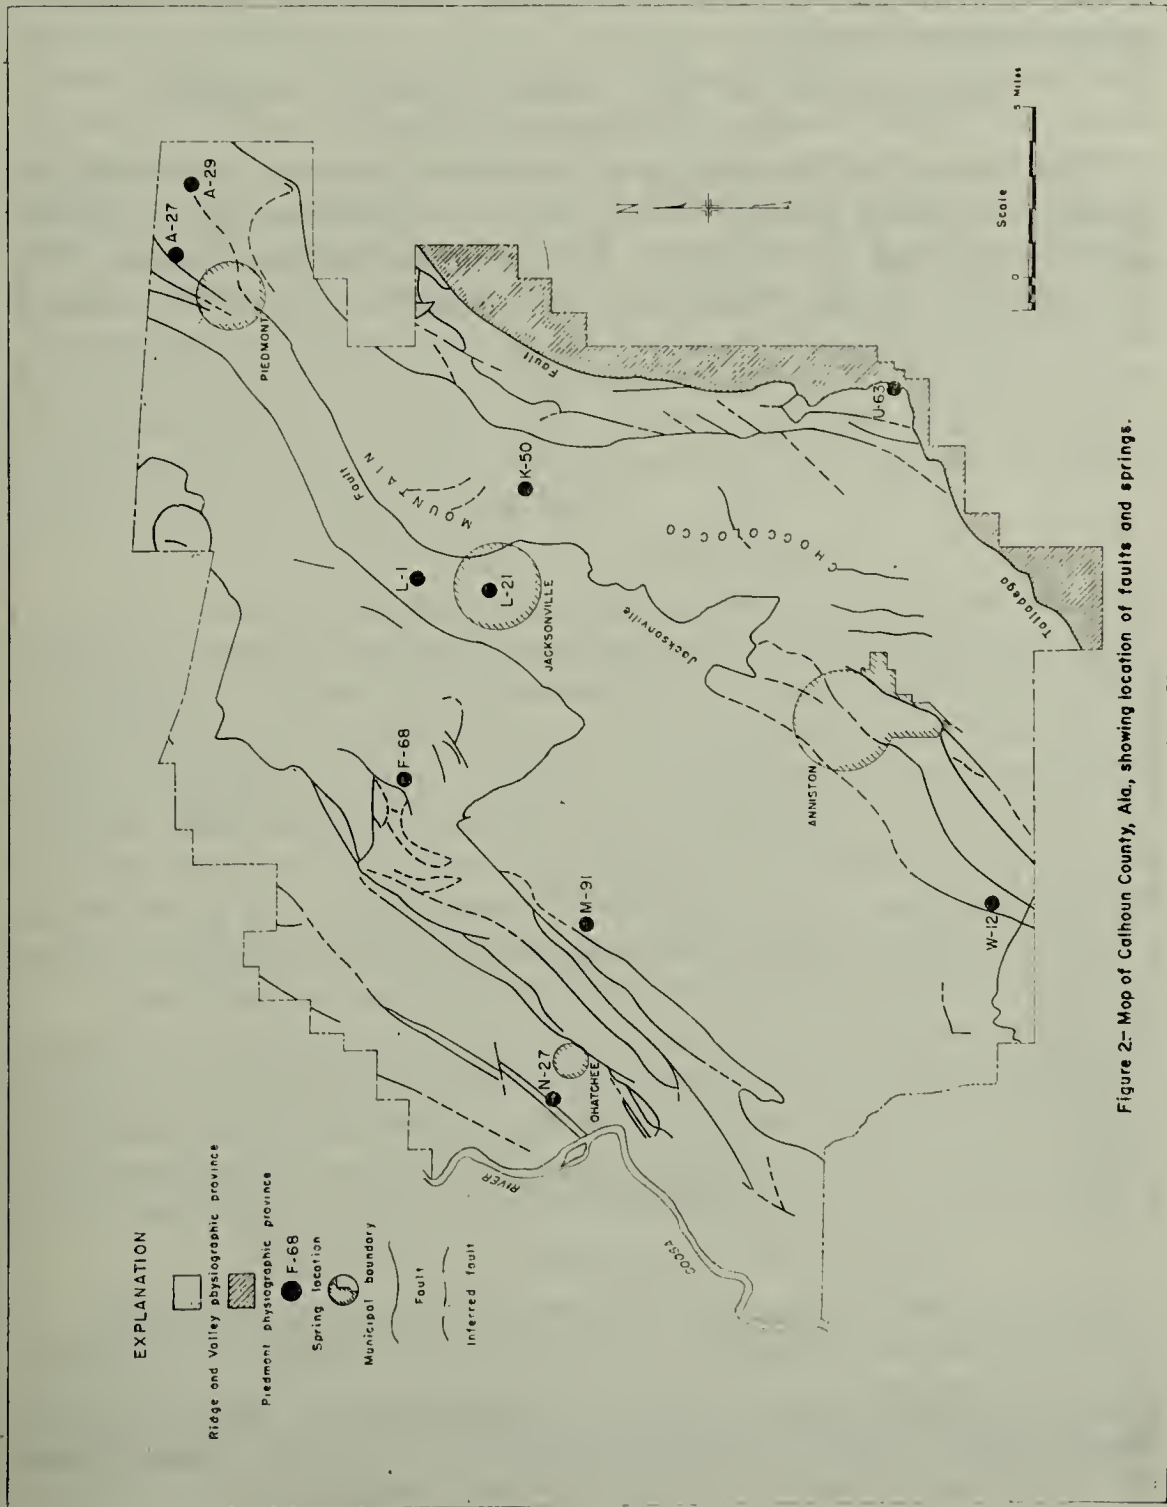 EXPLANATION
Ridge and Valley physiographic province
Piedmont physiographic province
F-68
Spring location
Municipal boundary
Fault
Inferred fault
A-27
A-29
PIEDMONT
N
Fault
MOUNTAIN
Fault
K-50
L-1
L-21
JACKSONVILLE
F-68
U-63
CHOCCOLOCCO
Jacksonville
Talladega
M-91
ANNISTON
N-27
OHATCHEE
RIVER
COOSA
W-12
Scale
0
5 Miles
Figure 2.- Map of Calhoun County, Ala., showing location of faults and springs.